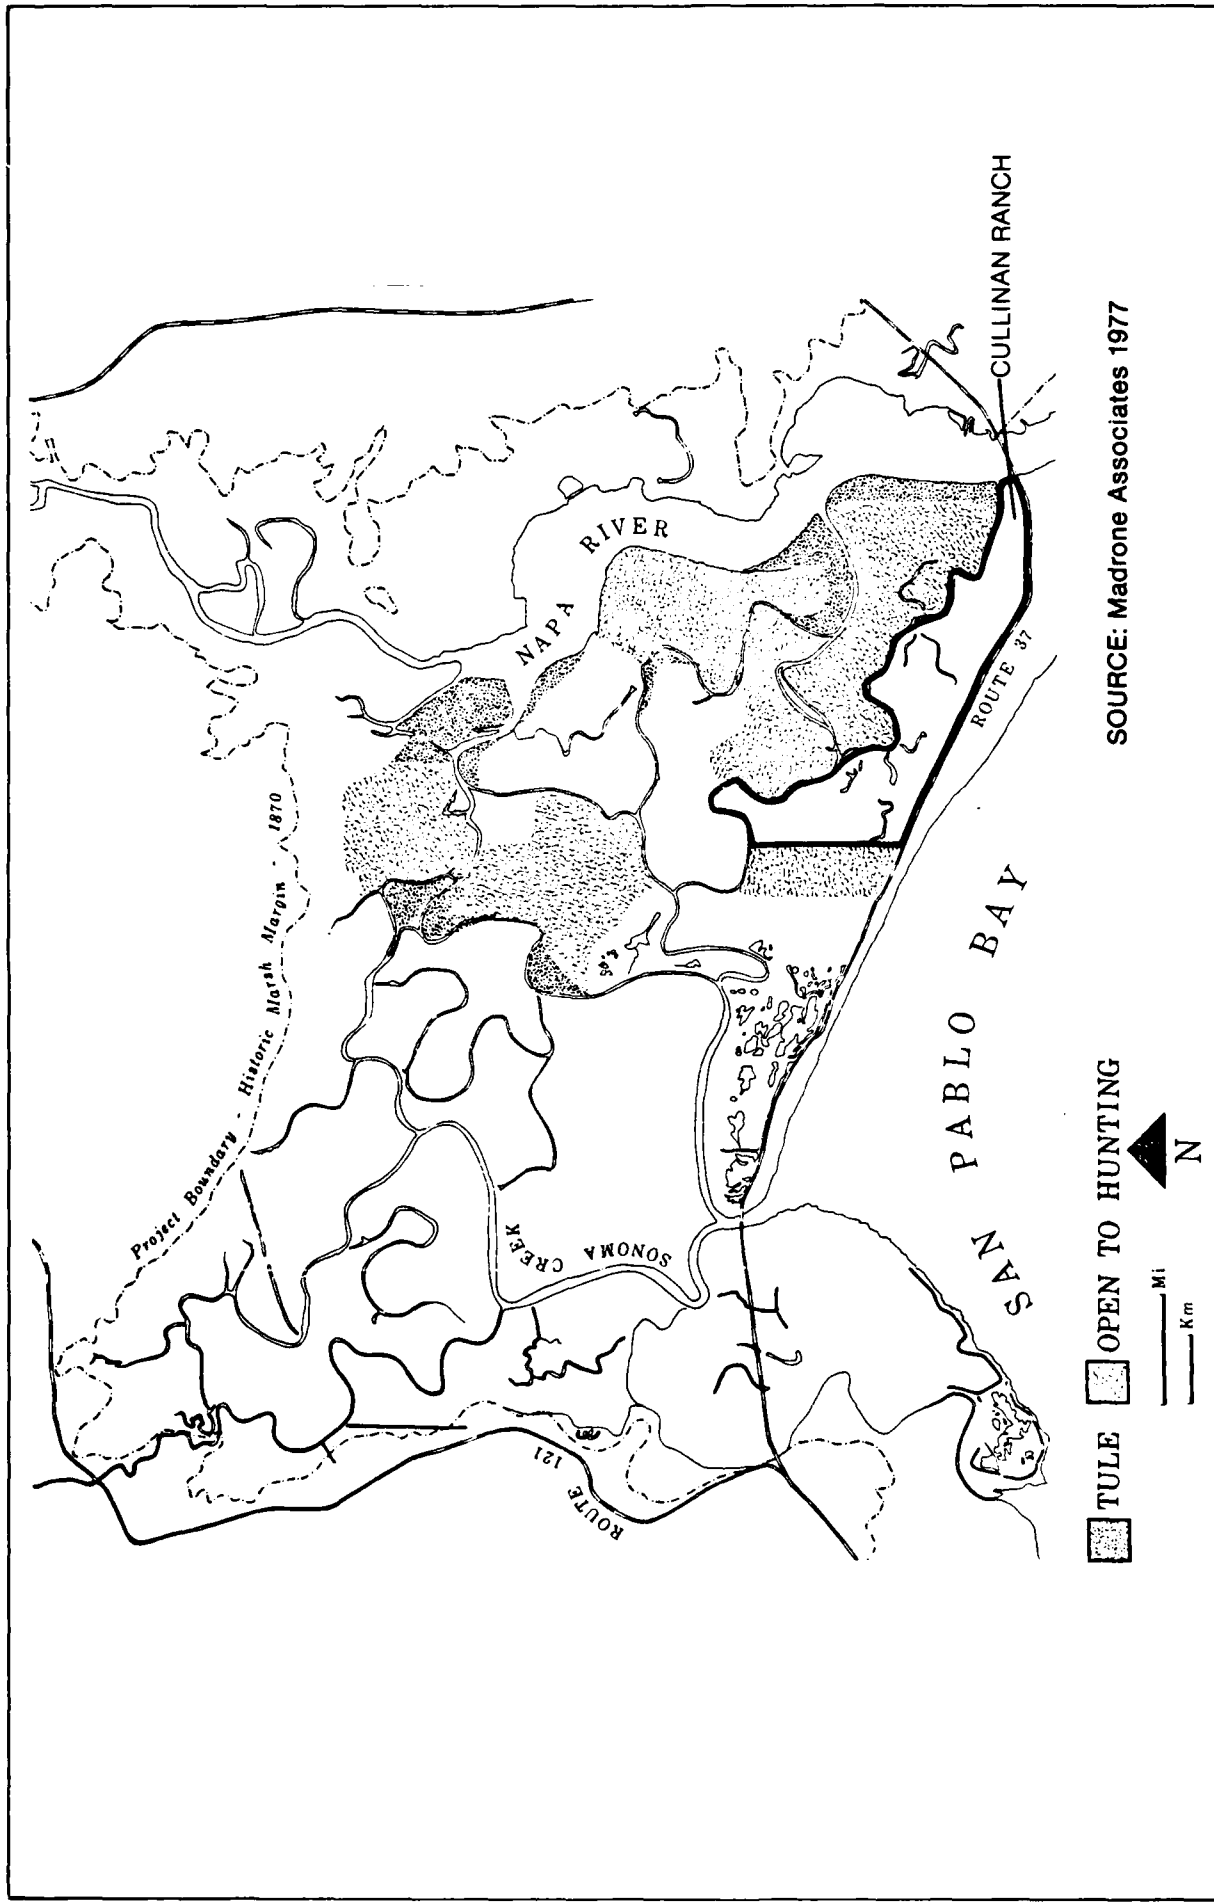 Project Boundary - Historic Marsh Margin 1870
NAPA
RIVER
SONOMA
CREEK
ROUTE 121
ROUTE 37
CULLINAN RANCH
SAN PABLO BAY
TULE
OPEN TO HUNTING
Mi
Km
N
SOURCE: Madrone Associates 1977